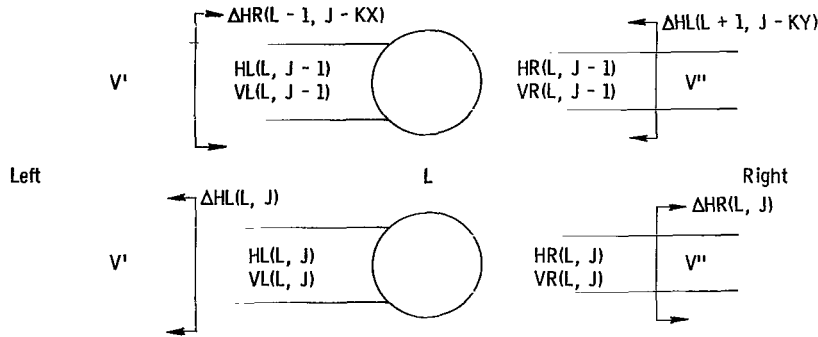 ΔHR(L - 1, J - KX)
ΔHL(L + 1, J - KY)
V'
HL(L, J - 1)
VL(L, J - 1)
HR(L, J - 1)
VR(L, J - 1)
V"
Left
L
Right
ΔHL(L, J)
ΔHR(L, J)
V'
HL(L, J)
VL(L, J)
HR(L, J)
VR(L, J)
V"